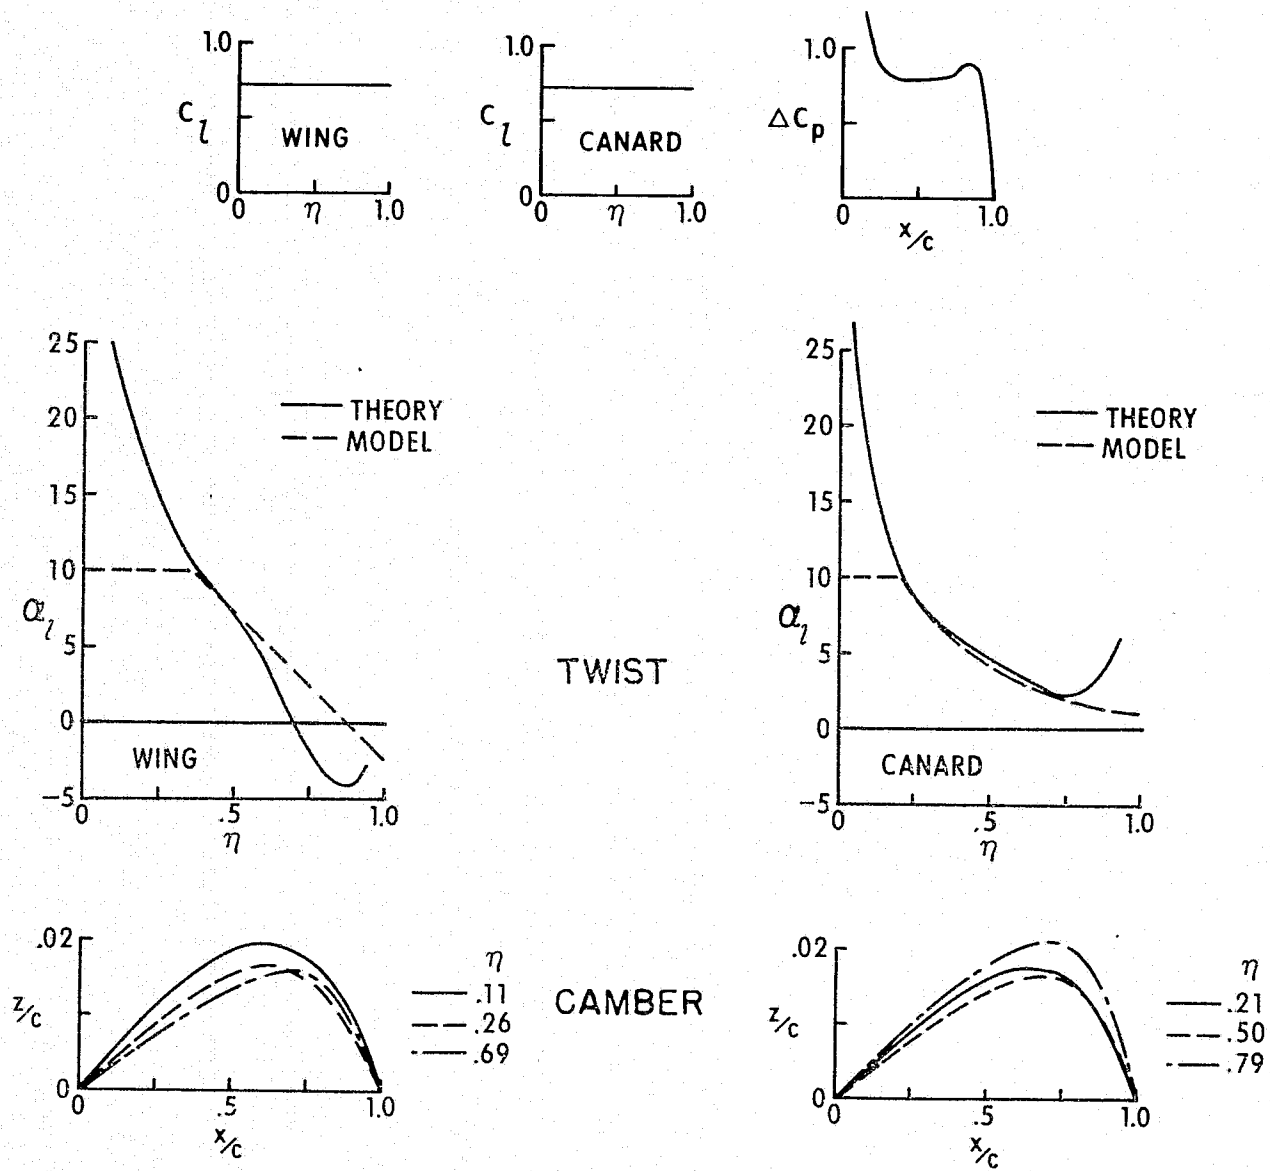 1.0
C_l
WING
0
0 η 1.0
1.0
C_l
CANARD
0
0 η 1.0
1.0
ΔC_p
0 x/c 1.0
25
20
15
10
5
0
−5
α_l
THEORY
MODEL
WING
0 .5 1.0
η
TWIST
25
20
15
10
5
0
−5
α_l
THEORY
MODEL
CANARD
0 .5 1.0
η
.02
z/c
0
0 .5 1.0
x/c
η
.11
.26
.69
CAMBER
.02
z/c
0
0 .5 1.0
x/c
η
.21
.50
.79